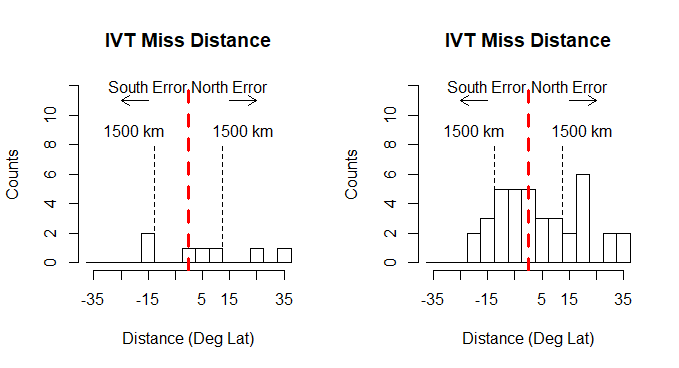 IVT Miss Distance
South Error North Error
1500 km 1500 km
Counts
0 2 4 6 8 10
-35 -15 5 15 35
Distance (Deg Lat)
IVT Miss Distance
South Error North Error
1500 km 1500 km
Counts
0 2 4 6 8 10
-35 -15 5 15 35
Distance (Deg Lat)